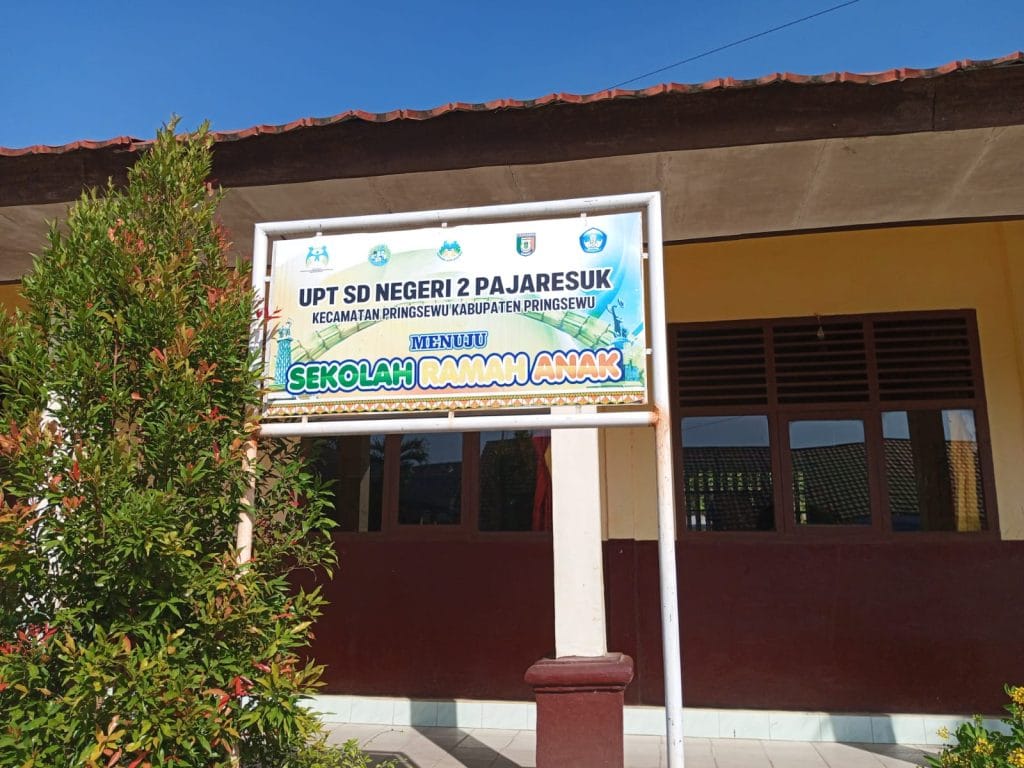 UPT SD NEGERI 2 PAJARESUK
KECAMATAN PRINGSEWU KABUPATEN PRINGSEWU
MENUJU
SEKOLAH RAMAH ANAK